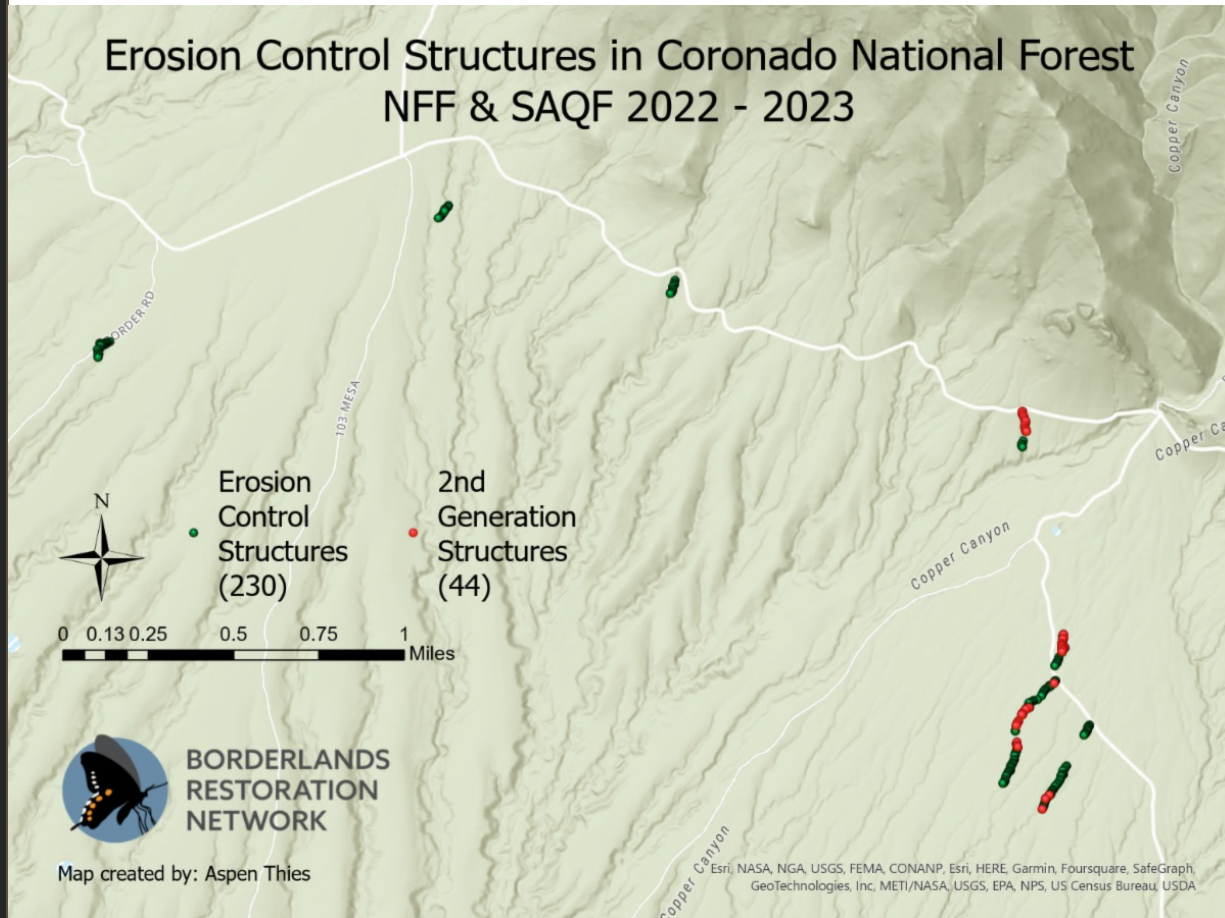 Erosion Control Structures in Coronado National Forest
NFF & SAQF 2022 - 2023
Copper Canyon
BORDER RD
103 MESA
Copper Ca
Copper Canyon
Erosion
Control
Structures
(230)
2nd
Generation
Structures
(44)
N
0 0.13 0.25 0.5 0.75 1
Miles
BORDERLANDS
RESTORATION
NETWORK
Map created by: Aspen Thies
Copper Canyon
Esri, NASA, NGA, USGS, FEMA, CONANP, Esri, HERE, Garmin, Foursquare, SafeGraph,
GeoTechnologies, Inc, METI/NASA, USGS, EPA, NPS, US Census Bureau, USDA